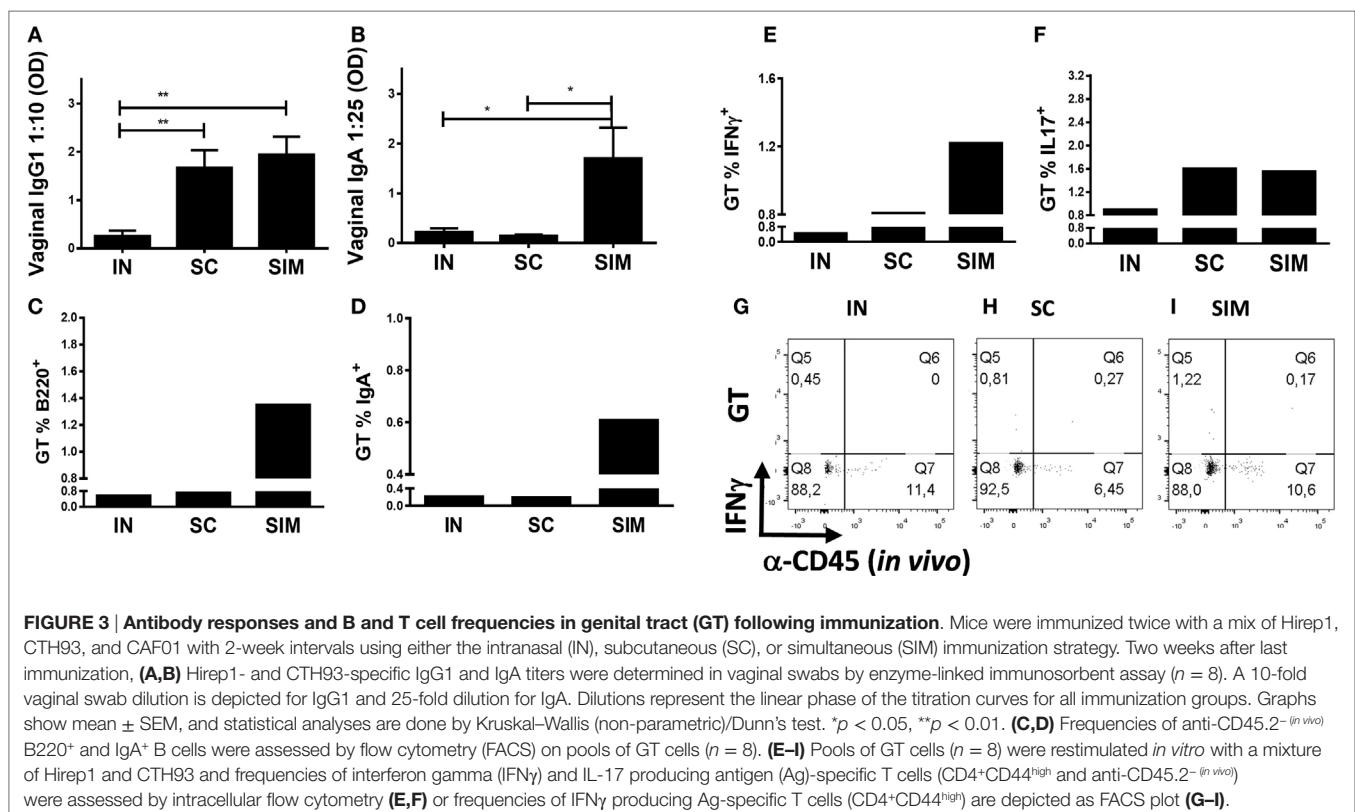 A
Vaginal IgG1 1:10 (OD)
3
2
1
0
**
**
IN SC SIM
B
Vaginal IgA 1:25 (OD)
3
2
1
0
*
*
IN SC SIM
E
GT % IFNγ+
1.6
1.2
0.8
0.8
0.0
IN SC SIM
F
GT % IL17+
3.2
2.8
2.4
2.0
1.6
1.2
0.8
0.8
0.0
IN SC SIM
C
GT % B220+
2.0
1.8
1.6
1.4
1.2
1.0
0.8
0.8
0.0
IN SC SIM
D
GT % IgA+
1.0
0.8
0.6
0.4
0.4
0.0
IN SC SIM
G IN
H SC
I SIM
GT
Q5
0,45
Q6
0
Q8
88,2
Q7
11,4
Q5
0,81
Q6
0,27
Q8
92,5
Q7
6,45
Q5
1,22
Q6
0,17
Q8
88,0
Q7
10,6
-10³ 0 10³ 10⁴ 10⁵
-10³ 0 10³ 10⁴ 10⁵
-10³ 0 10³ 10⁴ 10⁵
IFNγ
α-CD45 (in vivo)
FIGURE 3 | Antibody responses and B and T cell frequencies in genital tract (GT) following immunization. Mice were immunized twice with a mix of Hirep1,
CTH93, and CAF01 with 2-week intervals using either the intranasal (IN), subcutaneous (SC), or simultaneous (SIM) immunization strategy. Two weeks after last
immunization, (A,B) Hirep1- and CTH93-specific IgG1 and IgA titers were determined in vaginal swabs by enzyme-linked immunosorbent assay (n = 8). A 10-fold
vaginal swab dilution is depicted for IgG1 and 25-fold dilution for IgA. Dilutions represent the linear phase of the titration curves for all immunization groups. Graphs
show mean ± SEM, and statistical analyses are done by Kruskal–Wallis (non-parametric)/Dunn's test. *p < 0.05, **p < 0.01. (C,D) Frequencies of anti-CD45.2− (in vivo)
B220+ and IgA+ B cells were assessed by flow cytometry (FACS) on pools of GT cells (n = 8). (E–I) Pools of GT cells (n = 8) were restimulated in vitro with a mixture
of Hirep1 and CTH93 and frequencies of interferon gamma (IFNγ) and IL-17 producing antigen (Ag)-specific T cells (CD4+CD44high and anti-CD45.2− (in vivo))
were assessed by intracellular flow cytometry (E,F) or frequencies of IFNγ producing Ag-specific T cells (CD4+CD44high) are depicted as FACS plot (G–I).